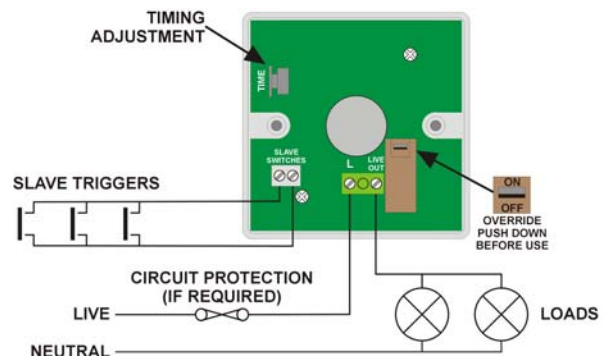 TIMING
ADJUSTMENT
TIME
SLAVE
SWITCHES
L
LIVE
OUT
SLAVE TRIGGERS
ON
OFF
OVERRIDE
PUSH DOWN
BEFORE USE
CIRCUIT PROTECTION
(IF REQUIRED)
LIVE
LOADS
NEUTRAL